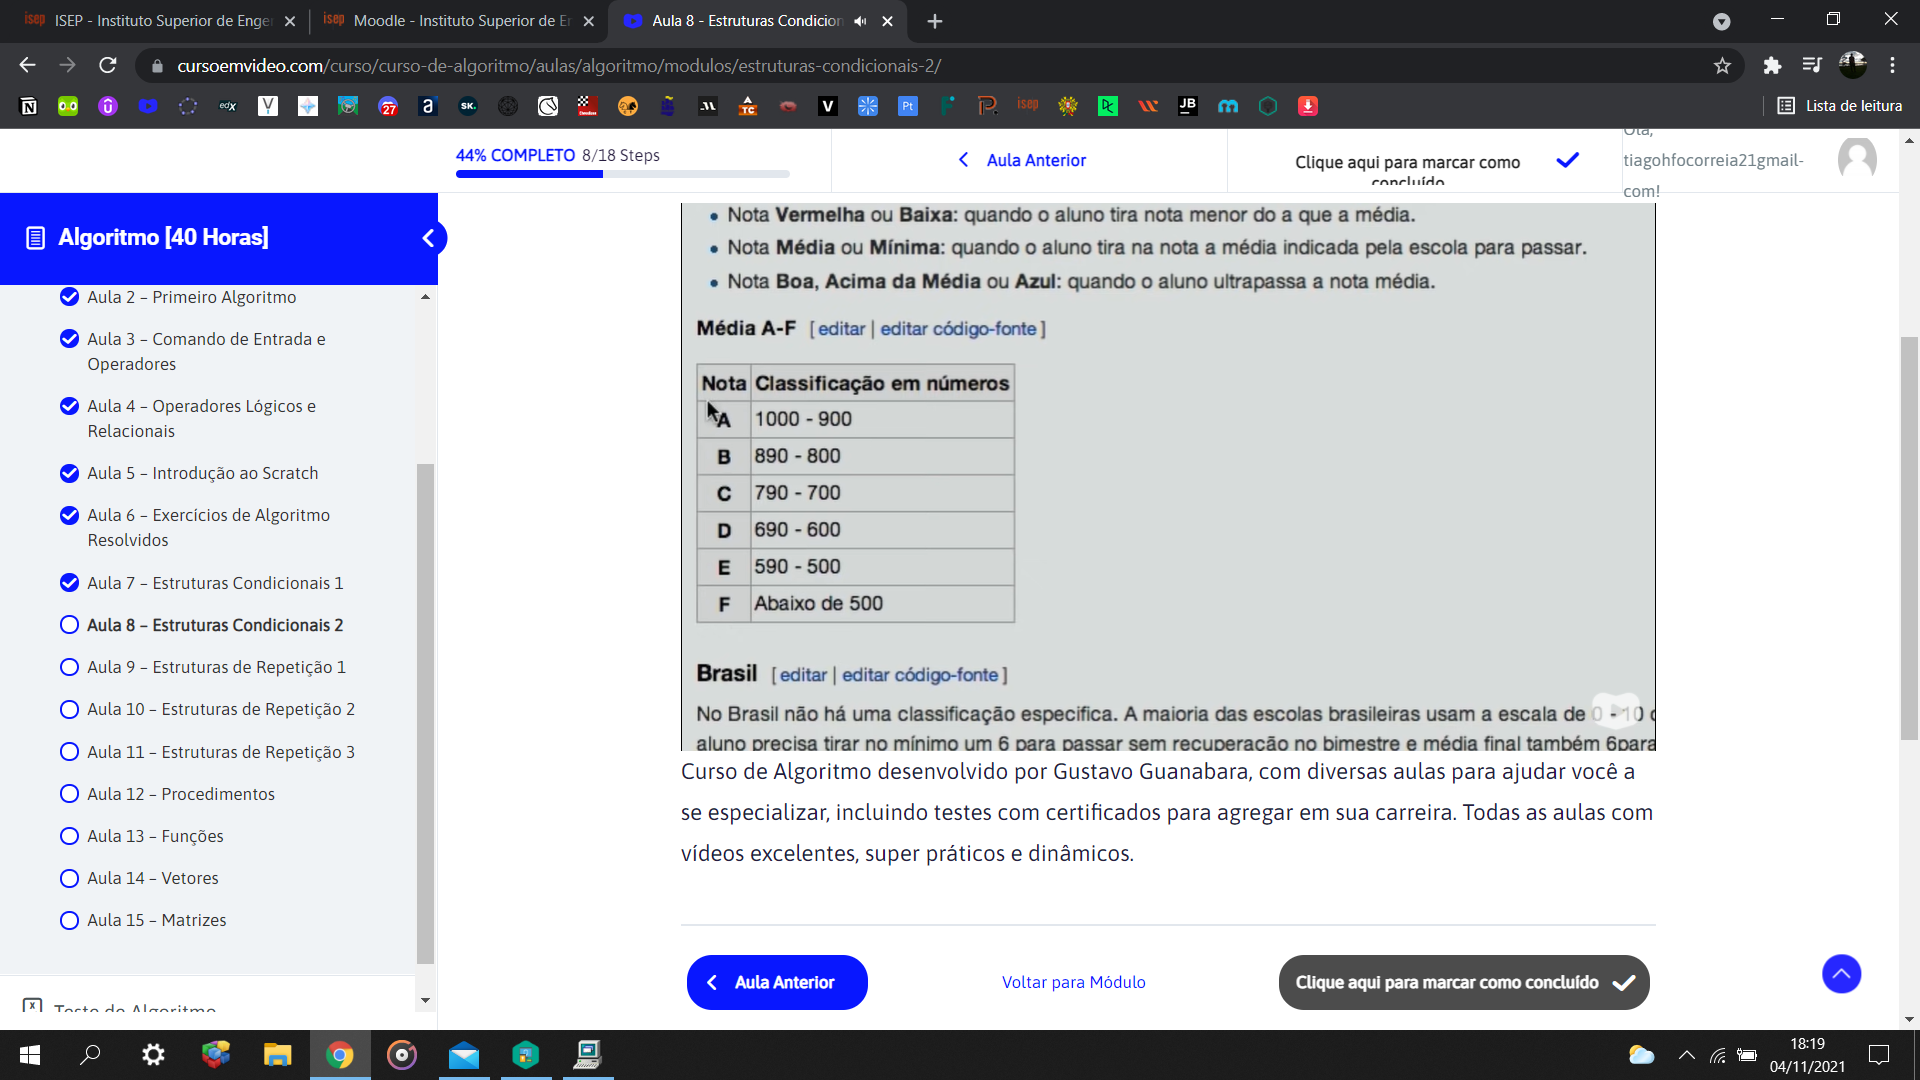 isep ISEP - Instituto Superior de Enge
isep Moodle - Instituto Superior de E
Aula 8 - Estruturas Condicion
cursoemvideo.com/curso/curso-de-algoritmo/aulas/algoritmo/modulos/estruturas-condicionais-2/
edX
V
27
a
SK.
TC
V
Pt
isep
DC
JB
Lista de leitura
44% COMPLETO 8/18 Steps
Aula Anterior
Clique aqui para marcar como
concluído
Olá,
tiagohfocorreia21gmail-
com!
Algoritmo [40 Horas]
Aula 2 – Primeiro Algoritmo
Aula 3 – Comando de Entrada e
Operadores
Aula 4 – Operadores Lógicos e
Relacionais
Aula 5 – Introdução ao Scratch
Aula 6 – Exercícios de Algoritmo
Resolvidos
Aula 7 – Estruturas Condicionais 1
Aula 8 – Estruturas Condicionais 2
Aula 9 – Estruturas de Repetição 1
Aula 10 – Estruturas de Repetição 2
Aula 11 – Estruturas de Repetição 3
Aula 12 – Procedimentos
Aula 13 – Funções
Aula 14 – Vetores
Aula 15 – Matrizes
Teste de Algoritmo
• Nota Vermelha ou Baixa: quando o aluno tira nota menor do a que a média.
• Nota Média ou Mínima: quando o aluno tira na nota a média indicada pela escola para passar.
• Nota Boa, Acima da Média ou Azul: quando o aluno ultrapassa a nota média.
Média A-F [ editar | editar código-fonte ]
Nota Classificação em números
A 1000 - 900
B 890 - 800
C 790 - 700
D 690 - 600
E 590 - 500
F Abaixo de 500
Brasil [ editar | editar código-fonte ]
No Brasil não há uma classificação especifica. A maioria das escolas brasileiras usam a escala de 0 - 10
aluno precisa tirar no mínimo um 6 para passar sem recuperação no bimestre e média final também 6para
Curso de Algoritmo desenvolvido por Gustavo Guanabara, com diversas aulas para ajudar você a
se especializar, incluindo testes com certificados para agregar em sua carreira. Todas as aulas com
vídeos excelentes, super práticos e dinâmicos.
Aula Anterior
Voltar para Módulo
Clique aqui para marcar como concluído
18:19
04/11/2021